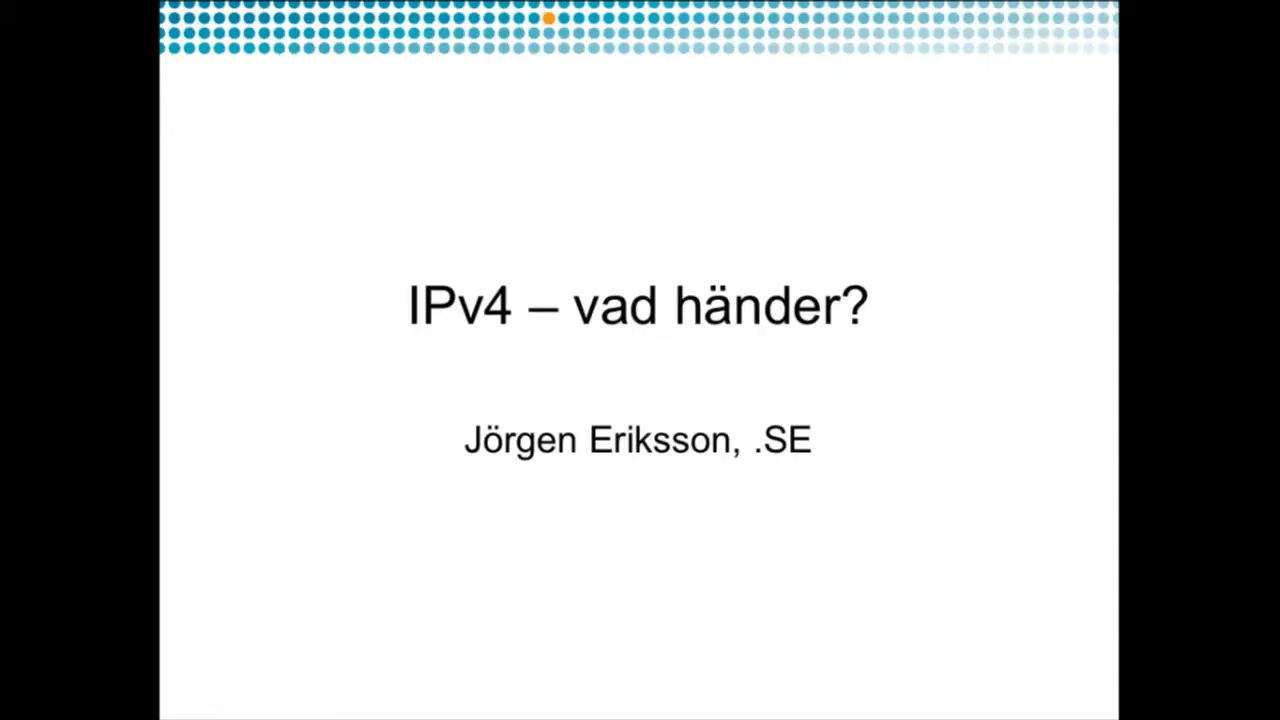 IPv4 – vad händer?
Jörgen Eriksson, .SE